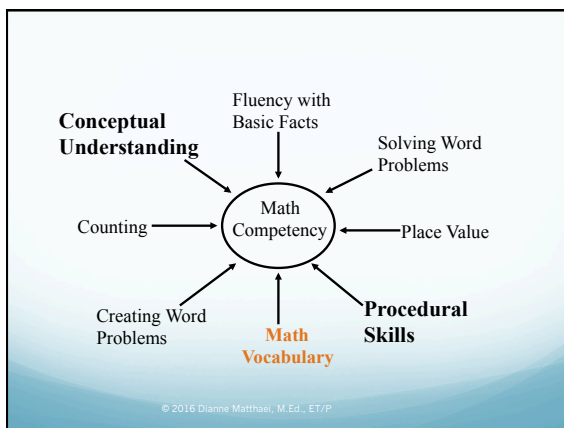 Fluency with
Basic Facts
Conceptual
Understanding
Solving Word
Problems
Math
Competency
Counting
Place Value
Creating Word
Problems
Procedural
Skills
Math
Vocabulary
© 2016 Dianne Matthaei, M.Ed., ET/P